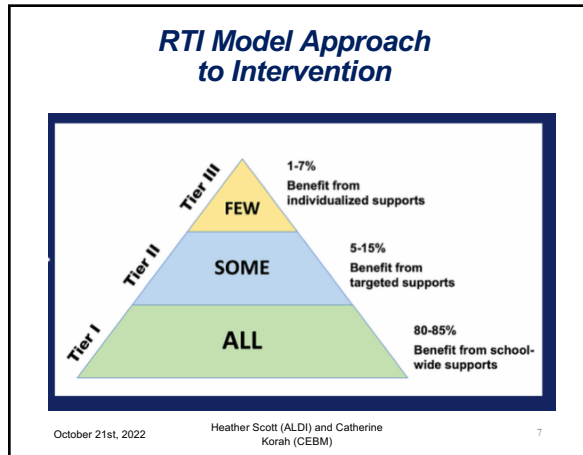 RTI Model Approach
to Intervention
Tier III
FEW
1-7%
Benefit from
individualized supports
Tier II
SOME
5-15%
Benefit from
targeted supports
Tier I
ALL
80-85%
Benefit from school-
wide supports
October 21st, 2022
Heather Scott (ALDI) and Catherine
Korah (CEBM)
7